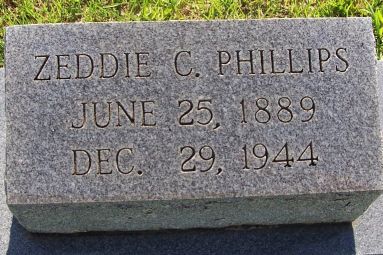 ZEDDIE C. PHILLIPS
JUNE 25, 1889
DEC. 29, 1944